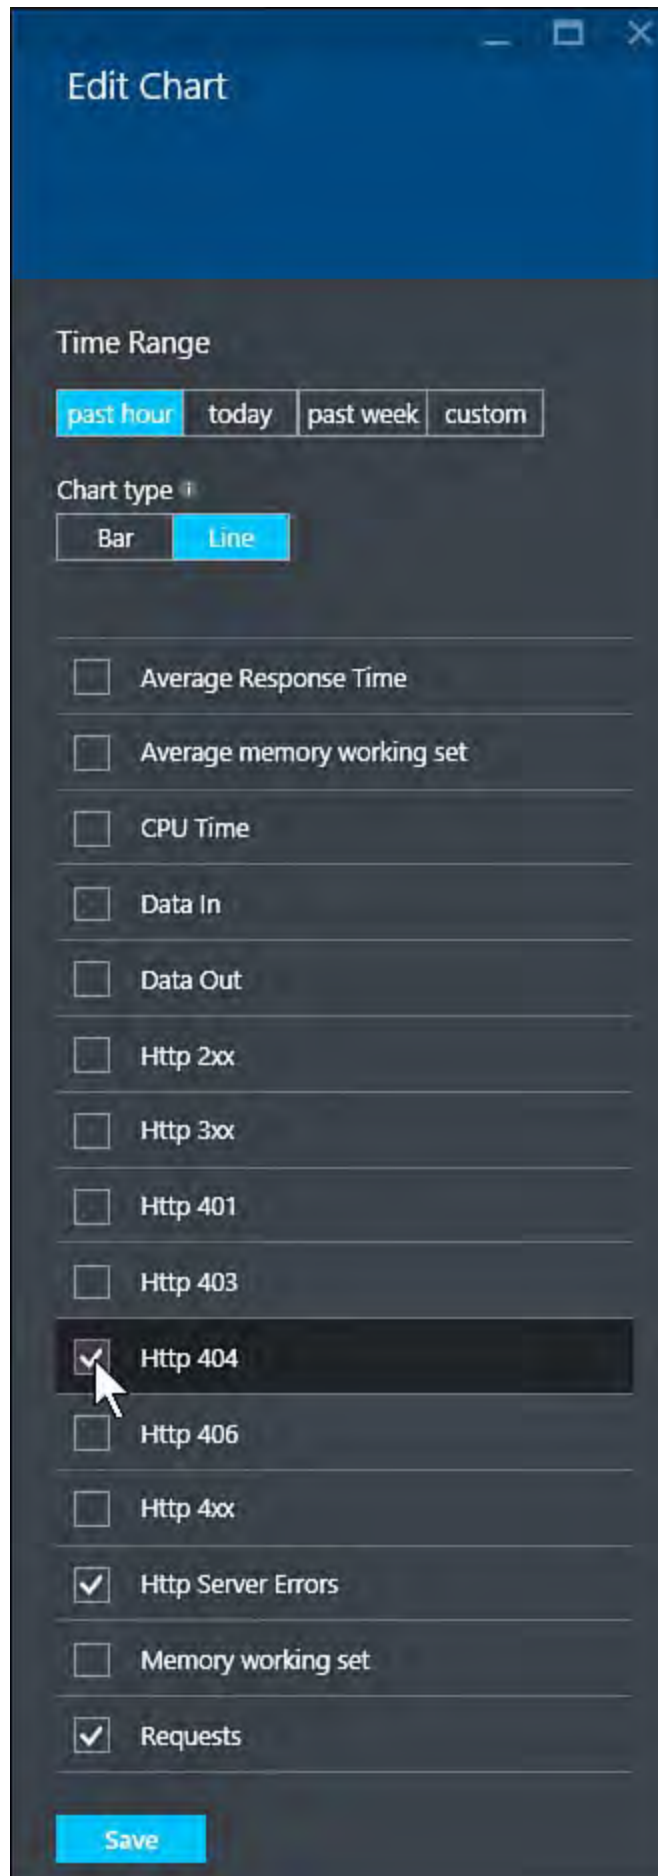 Edit Chart
Time Range
past hour today past week custom
Chart type
Bar Line
Average Response Time
Average memory working set
CPU Time
Data In
Data Out
Http 2xx
Http 3xx
Http 401
Http 403
Http 404
Http 406
Http 4xx
Http Server Errors
Memory working set
Requests
Save